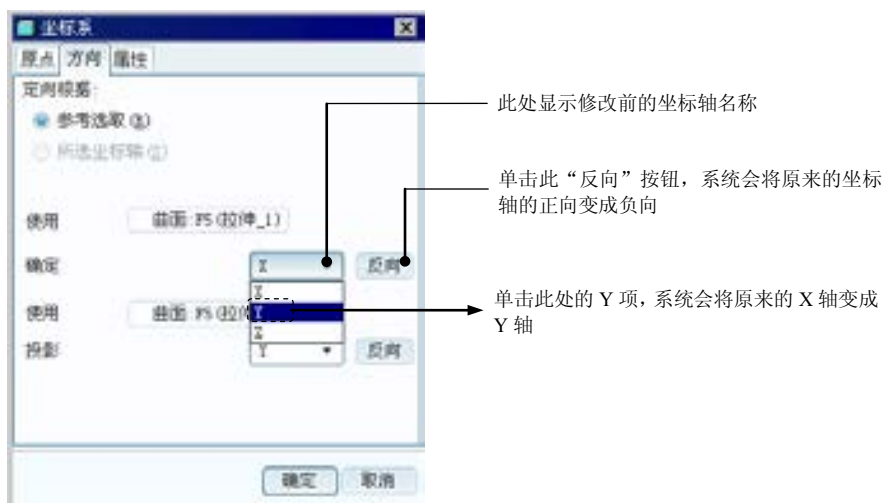 坐标系
原点 方向 属性
定向根据:
参考选取(S)
所选坐标轴(L)
使用 曲面:F5(拉伸_1)
确定 X 反向
X
Y
使用 曲面:F5(拉伸
Z
投影 Y 反向
确定 取消
此处显示修改前的坐标轴名称
单击此“反向”按钮，系统会将原来的坐标
轴的正向变成负向
单击此处的 Y 项，系统会将原来的 X 轴变成
Y 轴